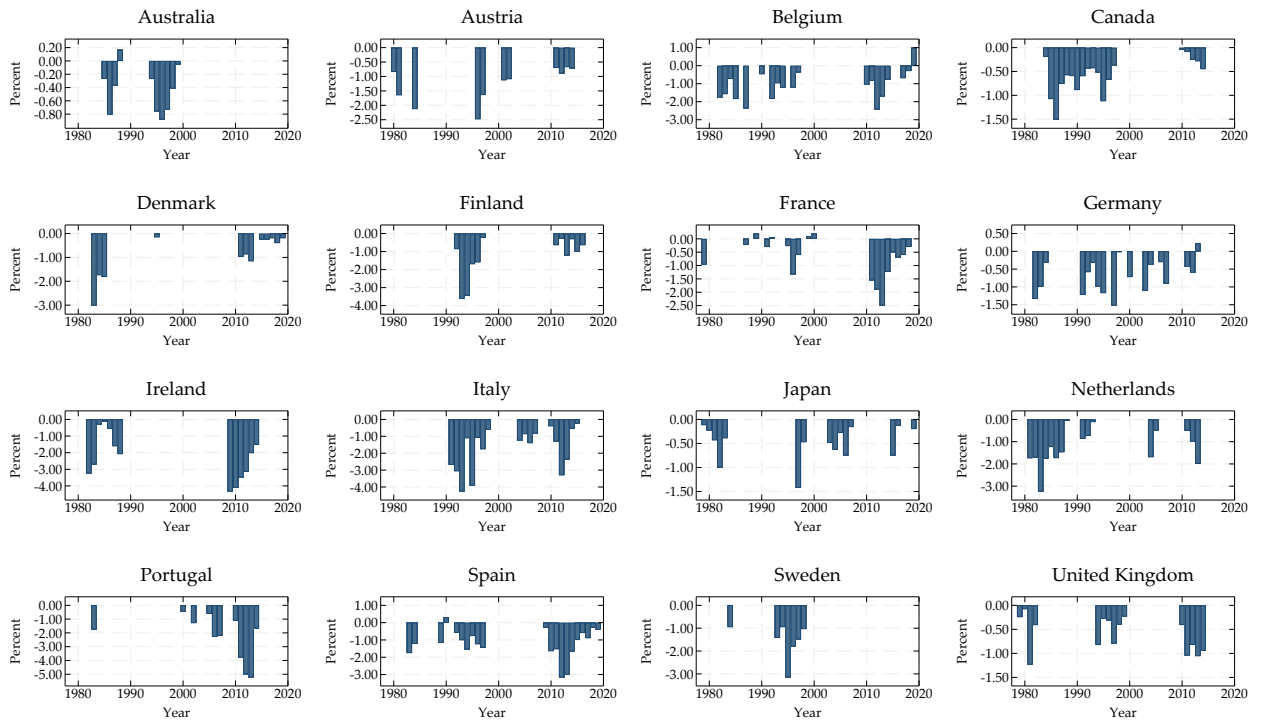 Australia
Percent
0.20
0.00
-0.20
-0.40
-0.60
-0.80
1980 1990 2000 2010 2020
Year
Austria
Percent
0.00
-0.50
-1.00
-1.50
-2.00
-2.50
1980 1990 2000 2010 2020
Year
Belgium
Percent
1.00
0.00
-1.00
-2.00
-3.00
1980 1990 2000 2010 2020
Year
Canada
Percent
0.00
-0.50
-1.00
-1.50
1980 1990 2000 2010 2020
Year
Denmark
Percent
0.00
-1.00
-2.00
-3.00
1980 1990 2000 2010 2020
Year
Finland
Percent
0.00
-1.00
-2.00
-3.00
-4.00
1980 1990 2000 2010 2020
Year
France
Percent
0.00
-0.50
-1.00
-1.50
-2.00
-2.50
1980 1990 2000 2010 2020
Year
Germany
Percent
0.50
0.00
-0.50
-1.00
-1.50
1980 1990 2000 2010 2020
Year
Ireland
Percent
0.00
-1.00
-2.00
-3.00
-4.00
1980 1990 2000 2010 2020
Year
Italy
Percent
0.00
-1.00
-2.00
-3.00
-4.00
1980 1990 2000 2010 2020
Year
Japan
Percent
0.00
-0.50
-1.00
-1.50
1980 1990 2000 2010 2020
Year
Netherlands
Percent
0.00
-1.00
-2.00
-3.00
1980 1990 2000 2010 2020
Year
Portugal
Percent
0.00
-1.00
-2.00
-3.00
-4.00
-5.00
1980 1990 2000 2010 2020
Year
Spain
Percent
1.00
0.00
-1.00
-2.00
-3.00
1980 1990 2000 2010 2020
Year
Sweden
Percent
0.00
-1.00
-2.00
-3.00
1980 1990 2000 2010 2020
Year
United Kingdom
Percent
0.00
-0.50
-1.00
-1.50
1980 1990 2000 2010 2020
Year